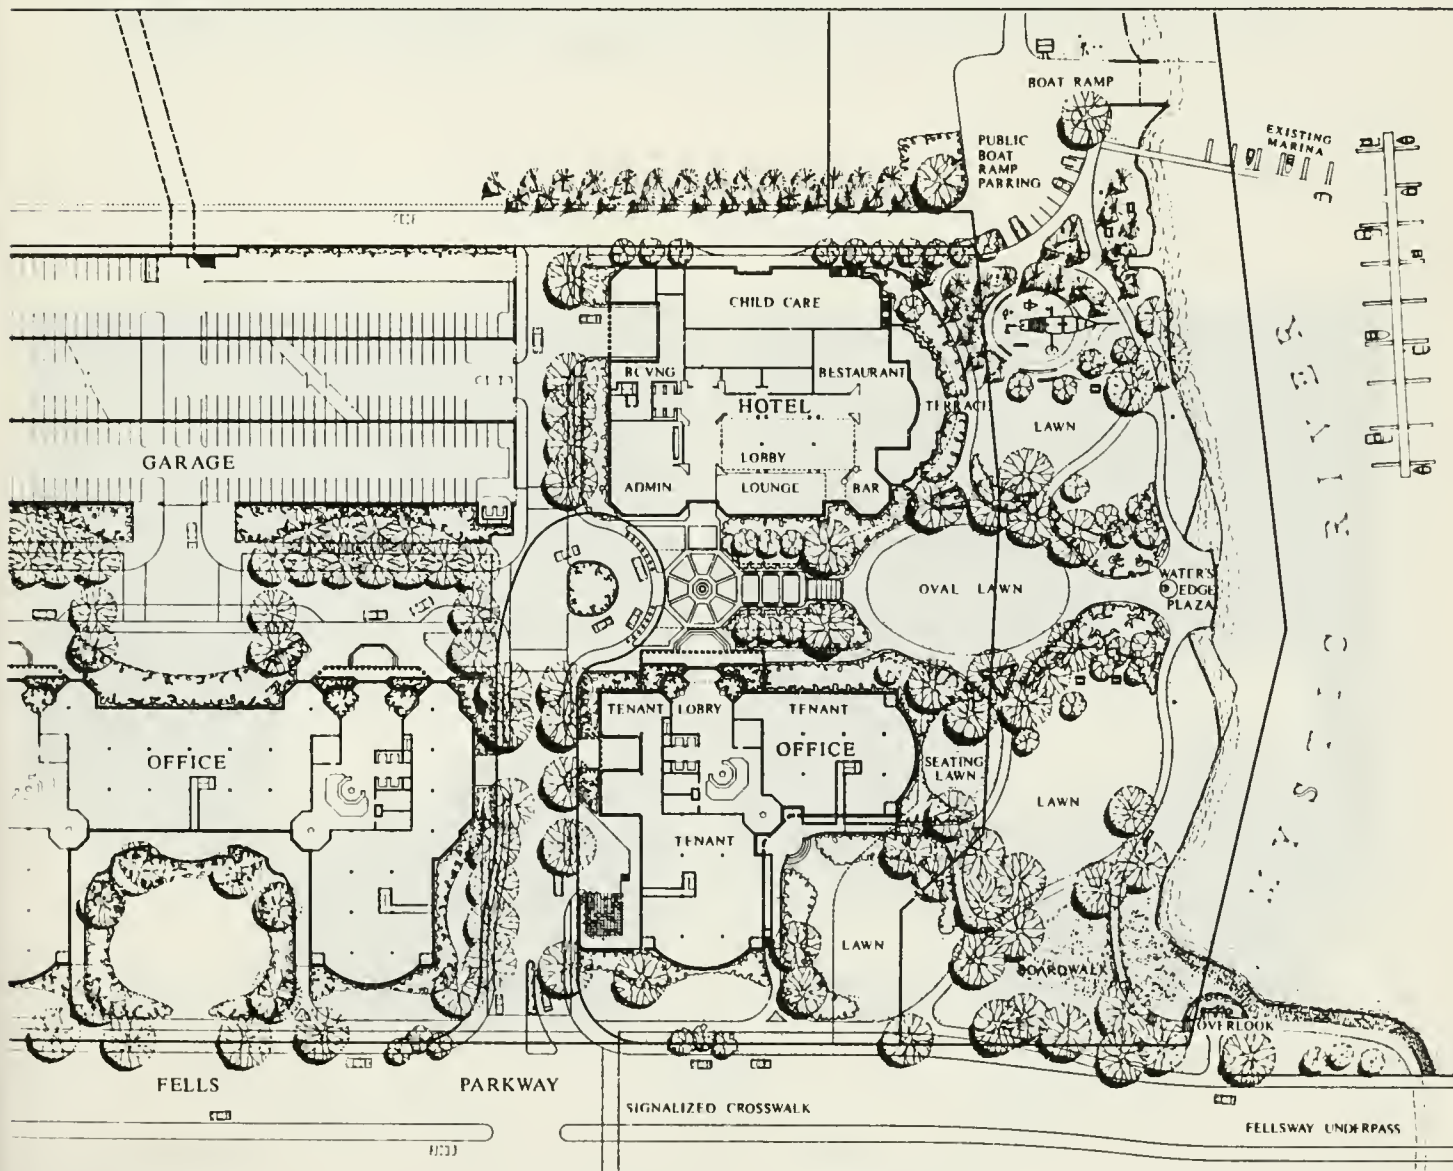 BOAT RAMP
EXISTING
MARINA
PUBLIC
BOAT
RAMP
PARKING
CHILD CARE
RCVNG
RESTAURANT
HOTEL
TERRACE
LAWN
GARAGE
LOBBY
ADMIN
LOUNGE
BAR
OVAL LAWN
WATER'S
EDGE
PLAZA
TENANT
LOBBY
TENANT
OFFICE
OFFICE
SEATING
LAWN
LAWN
TENANT
LAWN
BOARDWALK
OVERLOOK
FELLS
PARKWAY
SIGNALIZED CROSSWALK
FELLSWAY UNDERPASS